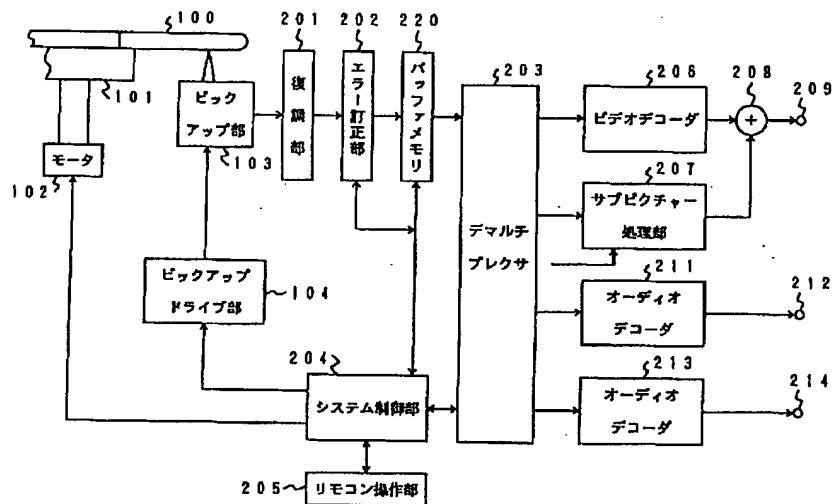 100
201
202
220
203
206
208
209
101
ピック
アップ部
復調部
エラー訂正部
バッファメモリ
ビデオデコーダ
+
モータ
103
102
207
サブピクチャー
処理部
デマルチ
プレクサ
ピックアップ
ドライブ部
104
211
212
オーディオ
デコーダ
204
213
214
システム制御部
オーディオ
デコーダ
205
リモコン操作部